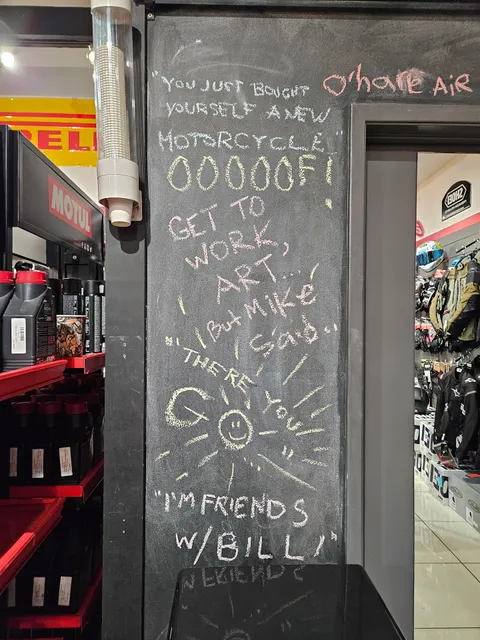 "YOU JUST BOUGHT
YOURSELF A NEW
MOTORCYCLE"
OOOOOF!
O'hare AiR
GET TO
WORK,
ART...
But Mike
Said..."
"THERE YOU
GO
"I'M FRIENDS
W/BILL!"
RELL
MOTUL